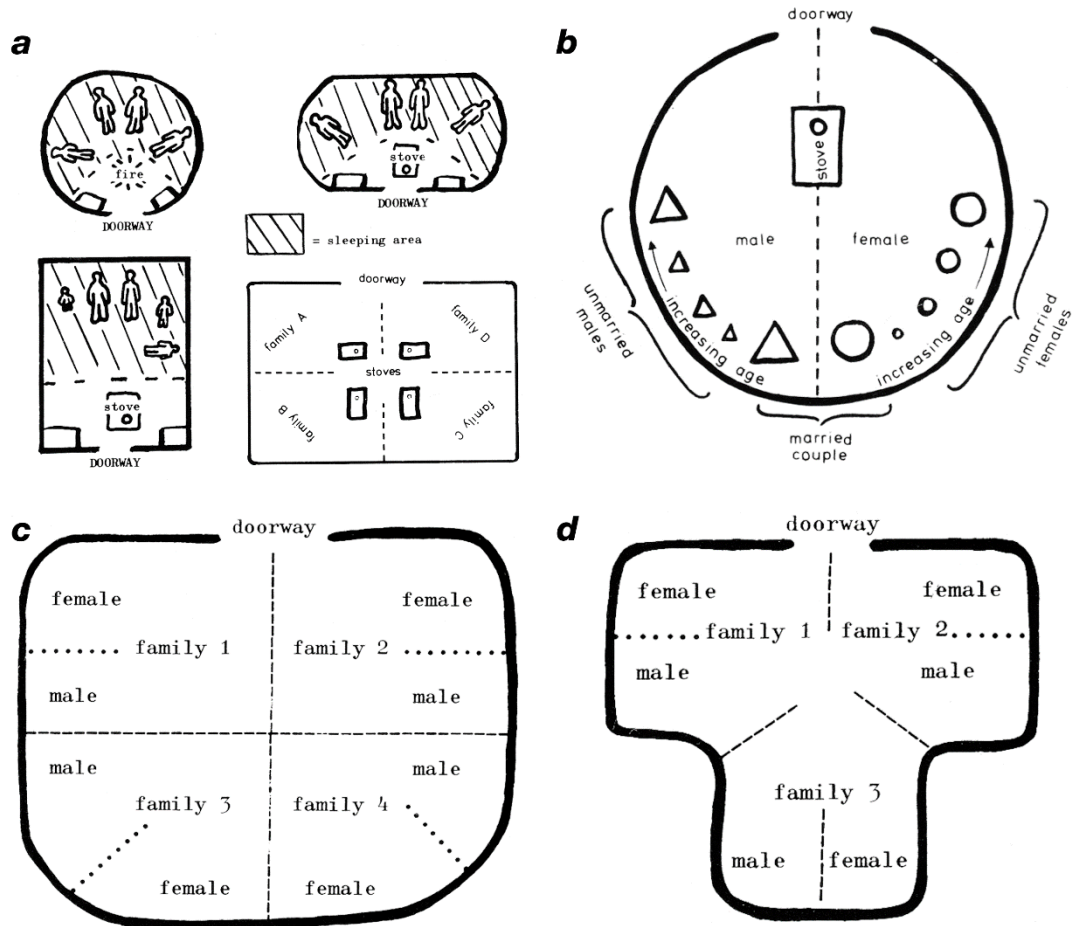 a
fire
DOORWAY
stove
DOORWAY
= sleeping area
stove
DOORWAY
doorway
family A
family D
stoves
family B
family C
b
doorway
stove
male
female
unmarried
males
increasing age
increasing age
unmarried
females
married
couple
c
doorway
female
female
family 1
family 2
male
male
male
male
family 3
family 4
female
female
d
doorway
female
female
family 1
family 2
male
male
family 3
male
female